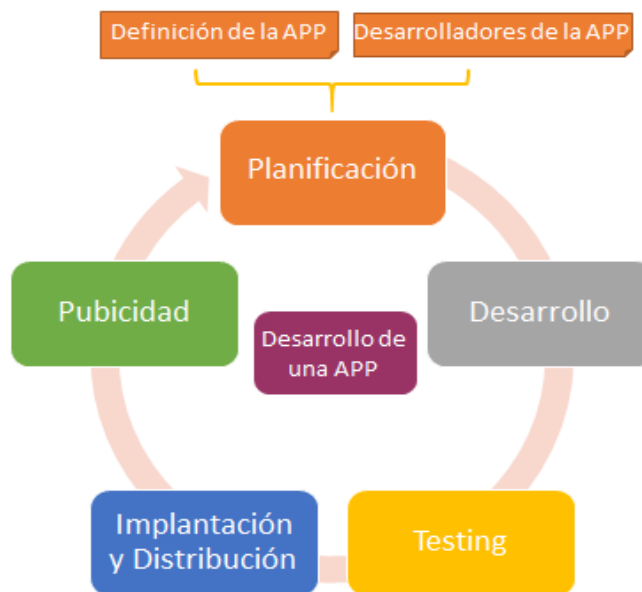 Definición de la APP
Desarrolladores de la APP
Planificación
Pubicidad
Desarrollo
Desarrollo de
una APP
Implantación
y Distribución
Testing